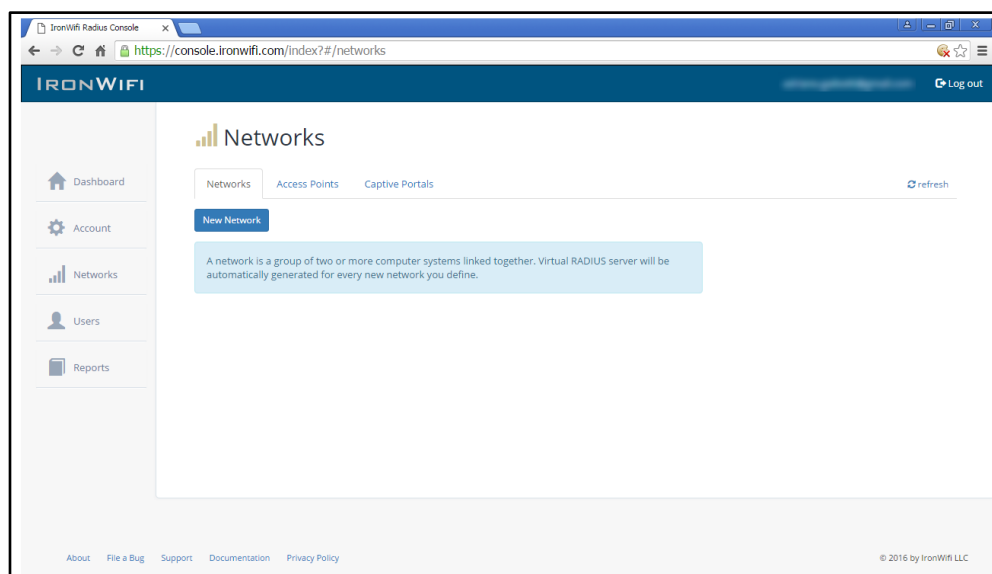 IronWifi Radius Console
https://console.ironwifi.com/index?#/networks
IRONWIFI
Log out
Networks
Dashboard
Account
Networks
Users
Reports
Networks Access Points Captive Portals
refresh
New Network
A network is a group of two or more computer systems linked together. Virtual RADIUS server will be
automatically generated for every new network you define.
About File a Bug Support Documentation Privacy Policy
© 2016 by IronWifi LLC